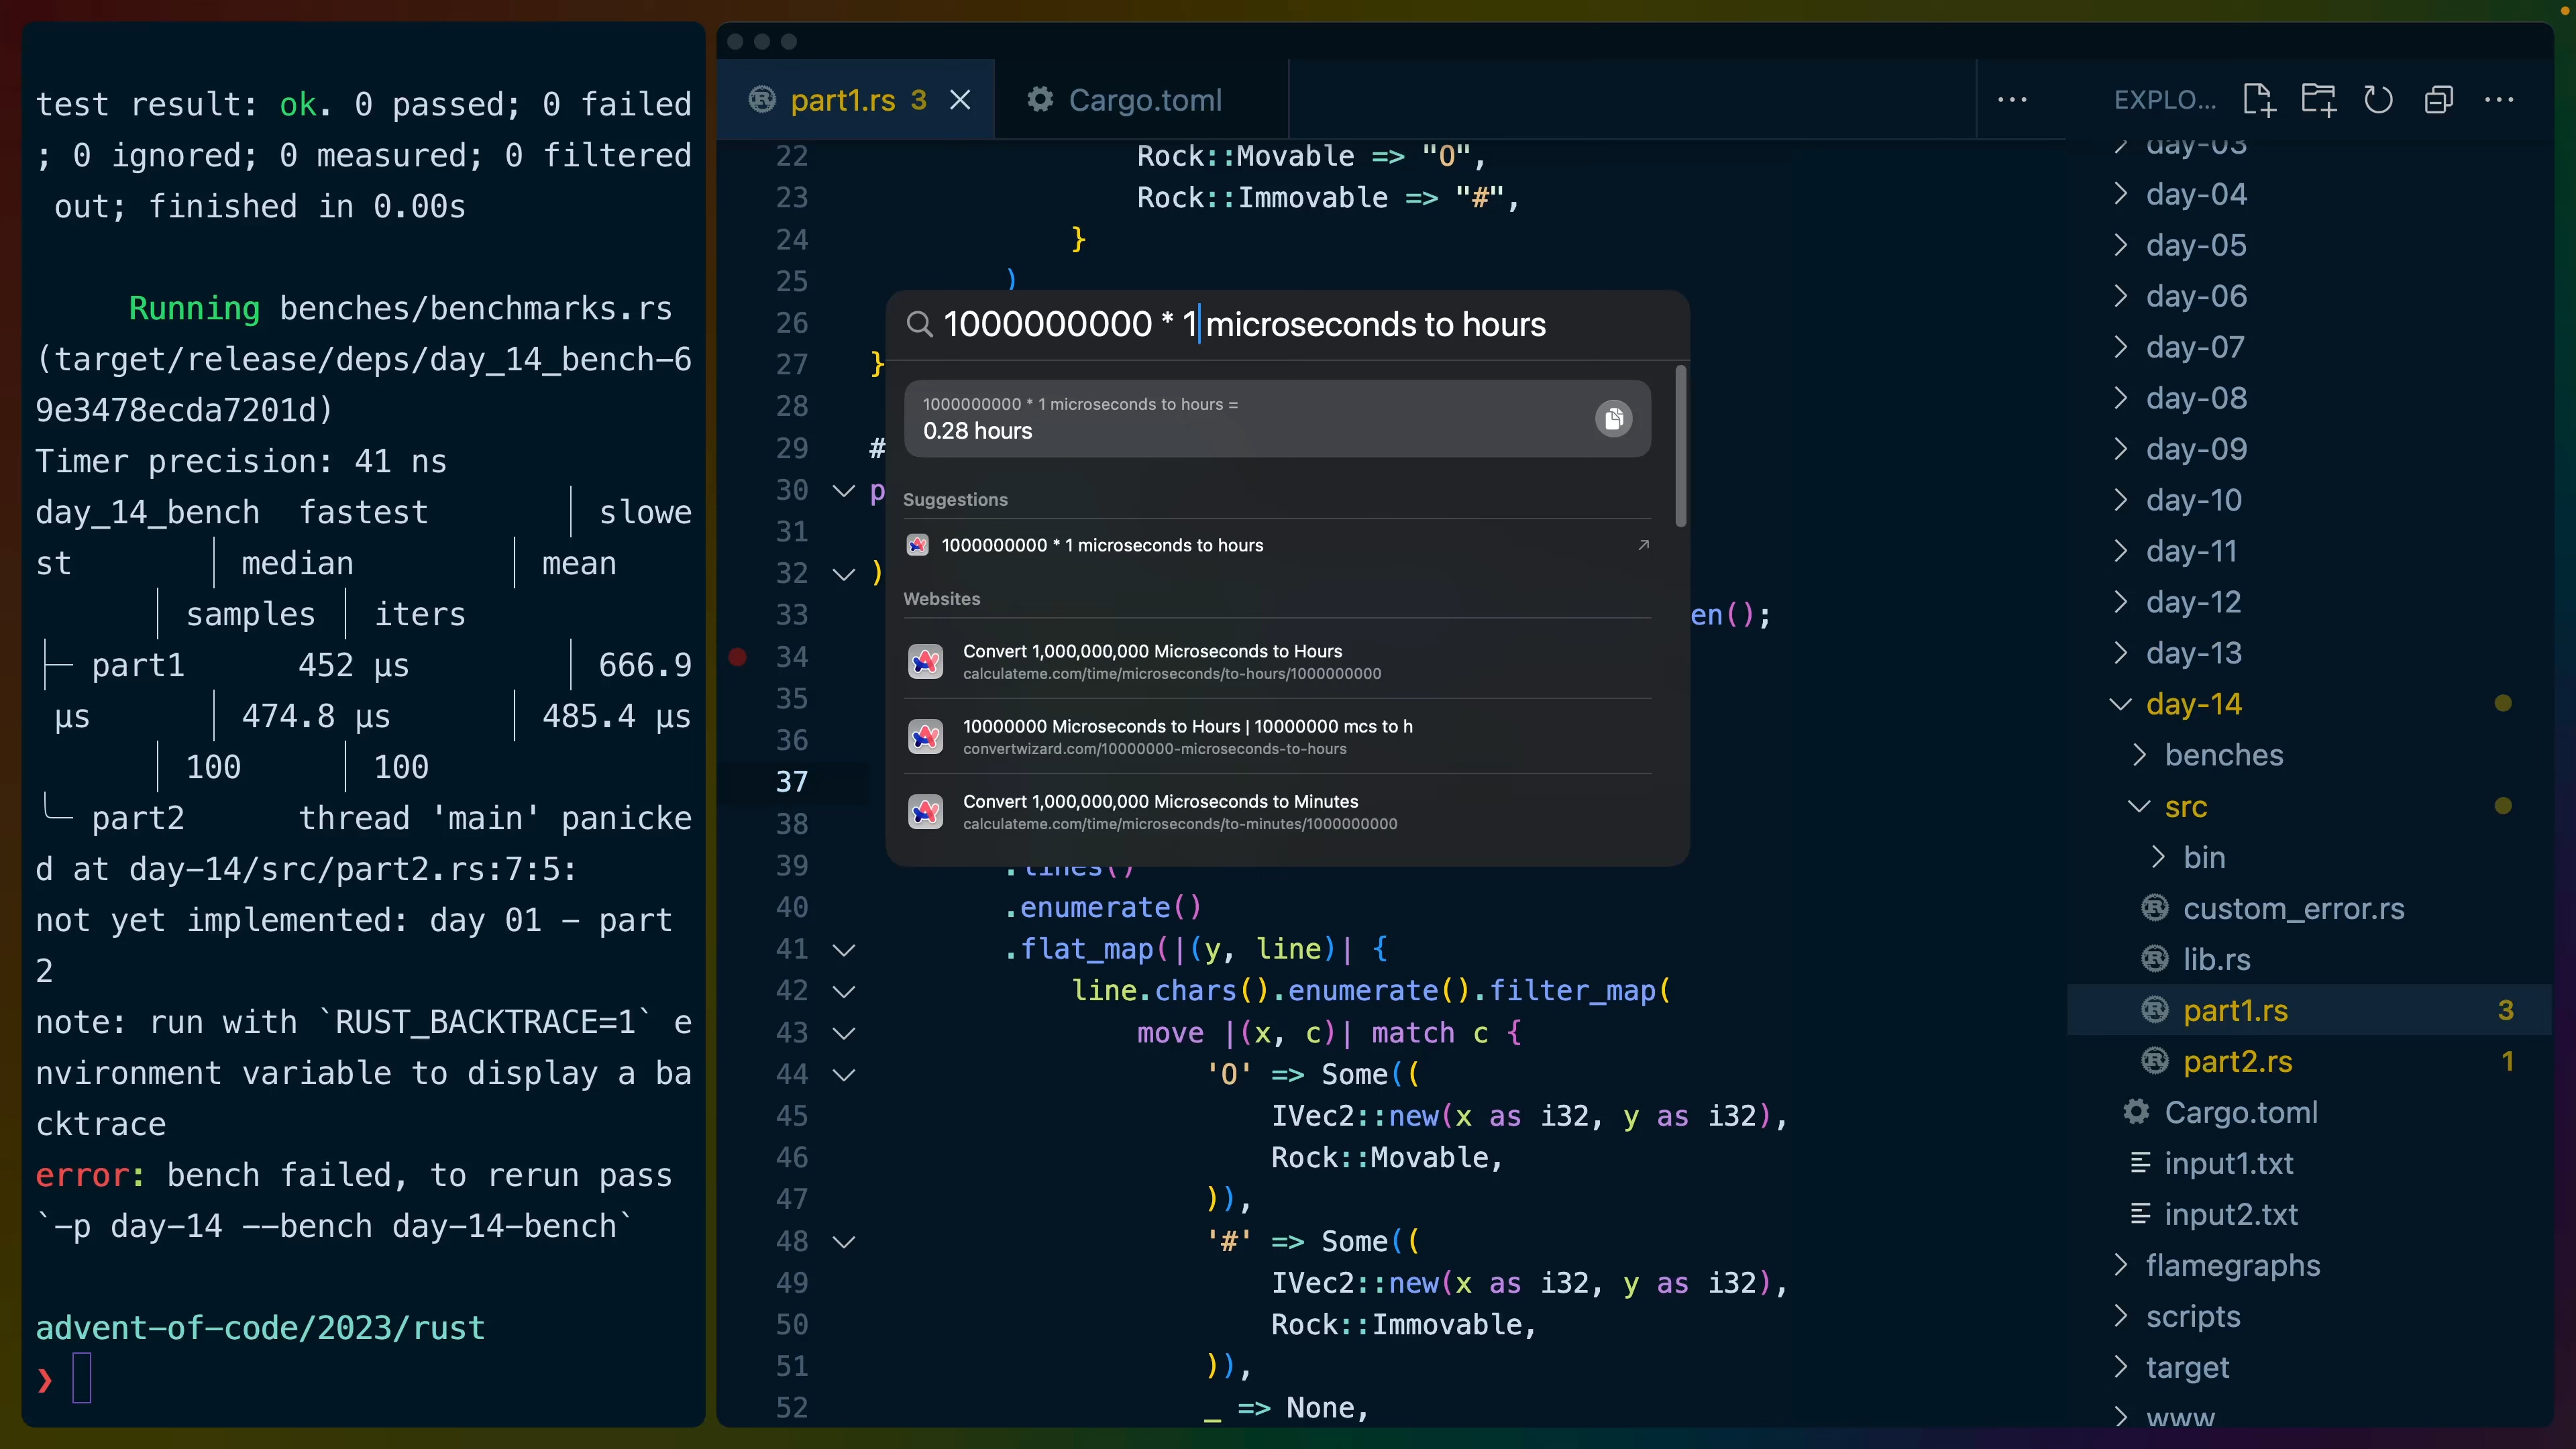 test result: ok. 0 passed; 0 failed
; 0 ignored; 0 measured; 0 filtered
out; finished in 0.00s
Running benches/benchmarks.rs
(target/release/deps/day_14_bench-6
9e3478ecda7201d)
Timer precision: 41 ns
day_14_bench fastest │ slowe
st │ median │ mean
│ samples │ iters
├─ part1 452 µs │ 666.9
µs │ 474.8 µs │ 485.4 µs
│ 100 │ 100
╰─ part2 thread 'main' panicke
d at day-14/src/part2.rs:7:5:
not yet implemented: day 01 - part
2
note: run with `RUST_BACKTRACE=1` e
nvironment variable to display a ba
cktrace
error: bench failed, to rerun pass
`-p day-14 --bench day-14-bench`
advent-of-code/2023/rust
❯
part1.rs 3
Cargo.toml
22 Rock::Movable => "O",
23 Rock::Immovable => "#",
24 }
25 )
26
27 }
28
29 #
30 p
31
32 )
33 en();
34
35
36
37
38
39 .lines()
40 .enumerate()
41 .flat_map(|(y, line)| {
42 line.chars().enumerate().filter_map(
43 move |(x, c)| match c {
44 'O' => Some((
45 IVec2::new(x as i32, y as i32),
46 Rock::Movable,
47 )),
48 '#' => Some((
49 IVec2::new(x as i32, y as i32),
50 Rock::Immovable,
51 )),
52 _ => None,
1000000000 * 1 microseconds to hours
1000000000 * 1 microseconds to hours =
0.28 hours
Suggestions
1000000000 * 1 microseconds to hours
Websites
Convert 1,000,000,000 Microseconds to Hours
calculateme.com/time/microseconds/to-hours/1000000000
10000000 Microseconds to Hours | 10000000 mcs to h
convertwizard.com/10000000-microseconds-to-hours
Convert 1,000,000,000 Microseconds to Minutes
calculateme.com/time/microseconds/to-minutes/1000000000
EXPLO...
day-03
day-04
day-05
day-06
day-07
day-08
day-09
day-10
day-11
day-12
day-13
day-14
benches
src
bin
custom_error.rs
lib.rs
part1.rs 3
part2.rs 1
Cargo.toml
input1.txt
input2.txt
flamegraphs
scripts
target
www